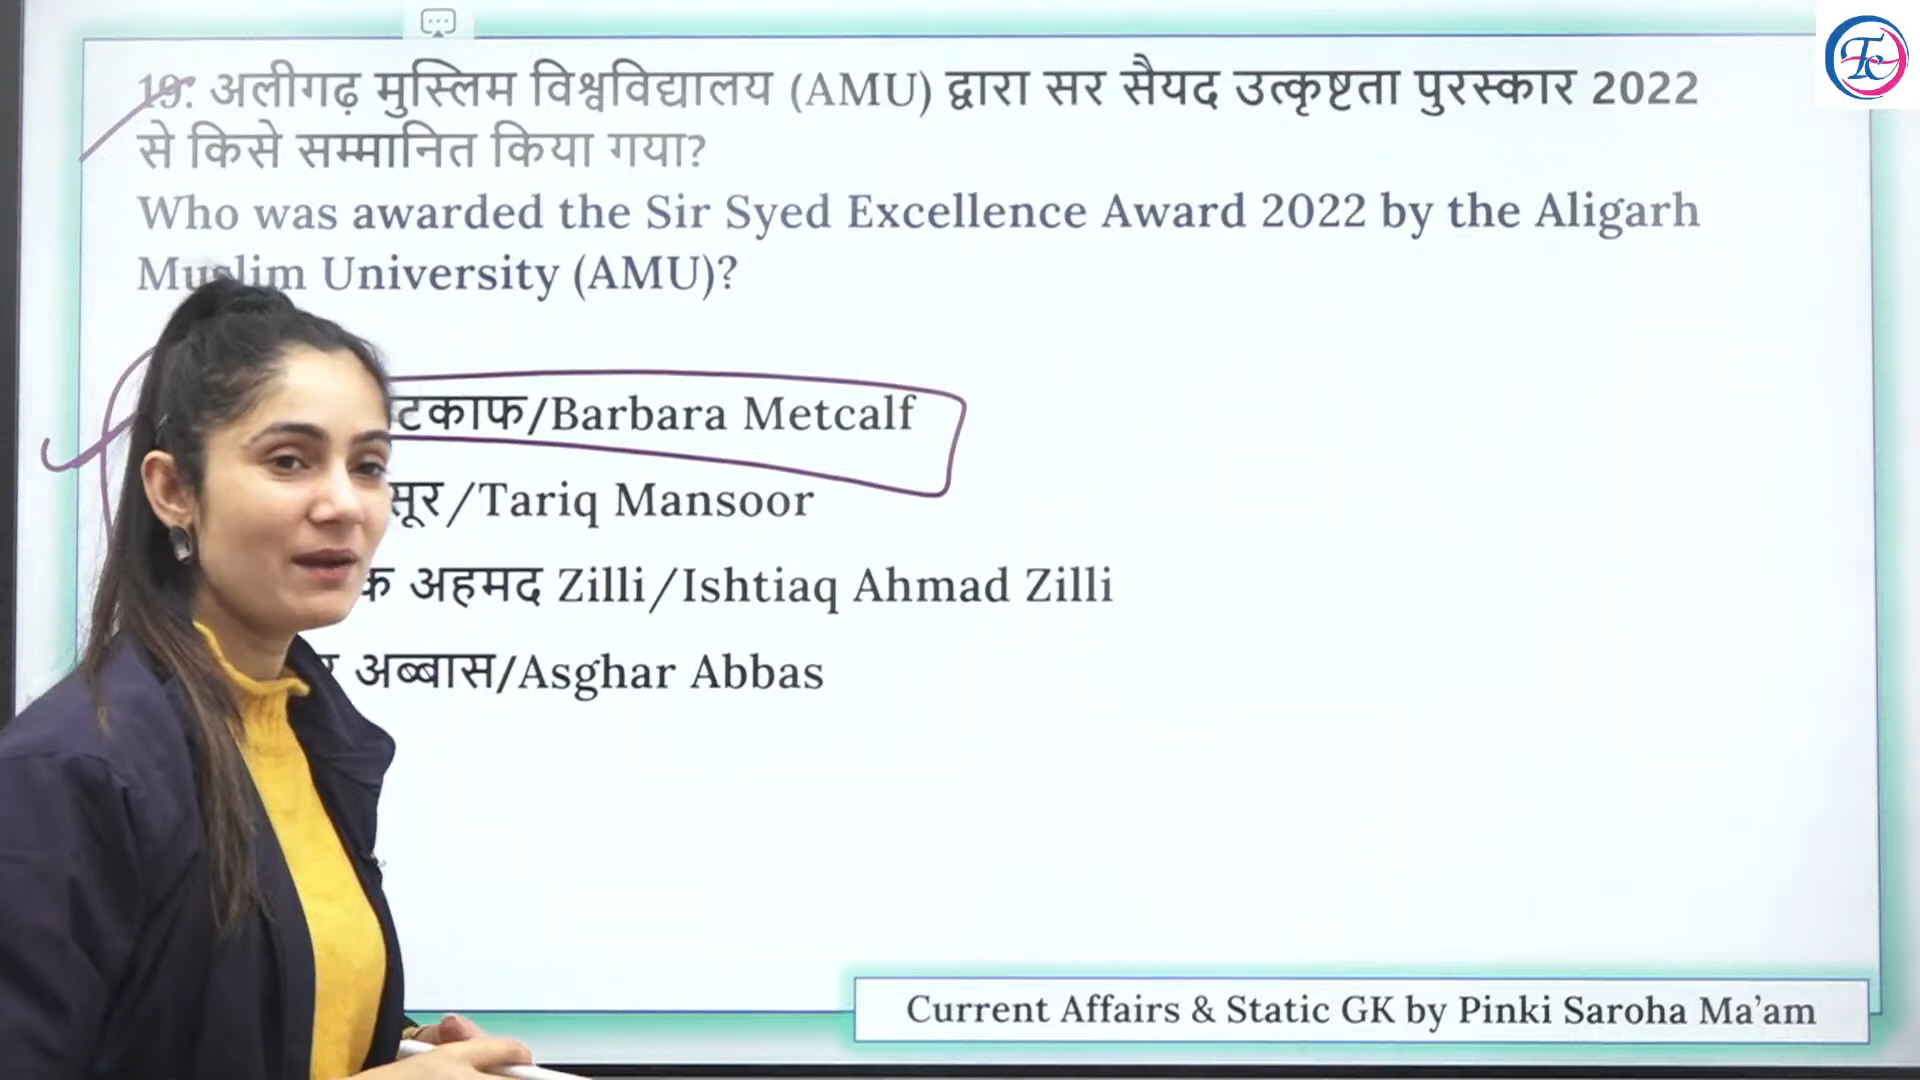 19. अलीगढ़ मुस्लिम विश्वविद्यालय (AMU) द्वारा सर सैयद उत्कृष्टता पुरस्कार 2022
से किसे सम्मानित किया गया?
Who was awarded the Sir Syed Excellence Award 2022 by the Aligarh
Muslim University (AMU)?
/Barbara Metcalf
/Tariq Mansoor
अहमद Zilli/Ishtiaq Ahmad Zilli
अब्बास/Asghar Abbas
Current Affairs & Static GK by Pinki Saroha Ma'am